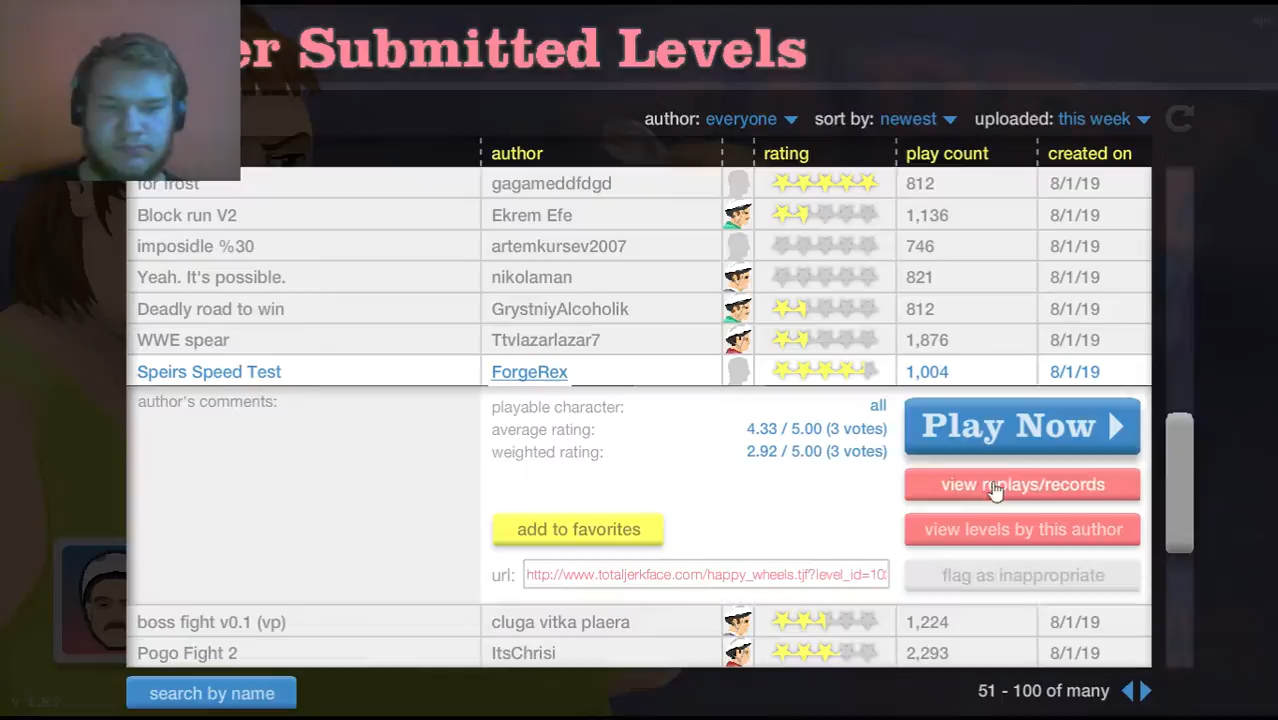 er Submitted Levels
author: everyone sort by: newest uploaded: this week
author rating play count created on
for frost gagameddfdgd 812 8/1/19
Block run V2 Ekrem Efe 1,136 8/1/19
imposidle %30 artemkursev2007 746 8/1/19
Yeah. It's possible. nikolaman 821 8/1/19
Deadly road to win GrystniyAlcoholik 812 8/1/19
WWE spear Ttvlazarlazar7 1,876 8/1/19
Speirs Speed Test ForgeRex 1,004 8/1/19
author's comments: playable character: all
average rating: 4.33 / 5.00 (3 votes)
weighted rating: 2.92 / 5.00 (3 votes)
Play Now
view replays/records
add to favorites view levels by this author
url: http://www.totaljerkface.com/happy_wheels.tjf?level_id=10 flag as inappropriate
boss fight v0.1 (vp) cluga vitka plaera 1,224 8/1/19
Pogo Fight 2 ItsChrisi 2,293 8/1/19
search by name 51 - 100 of many